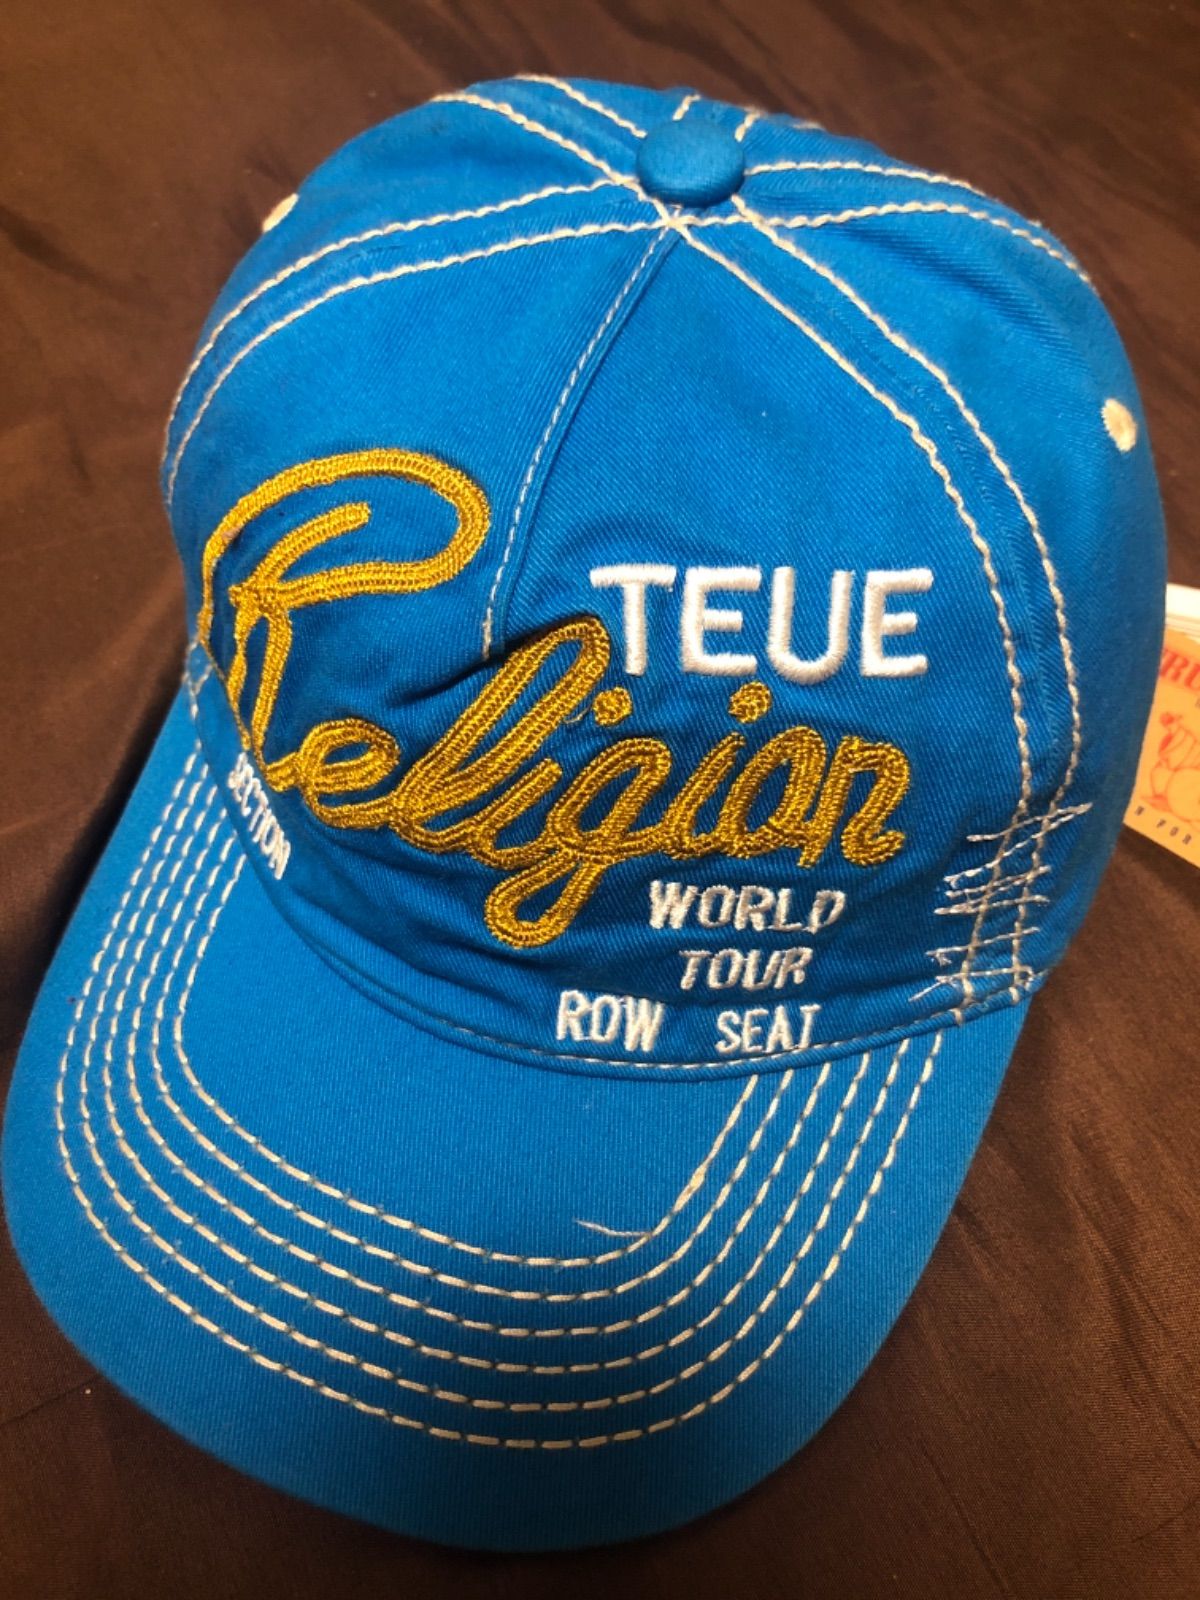 TEUE
Religion
SECTION
WORLD
TOUR
ROW SEAT